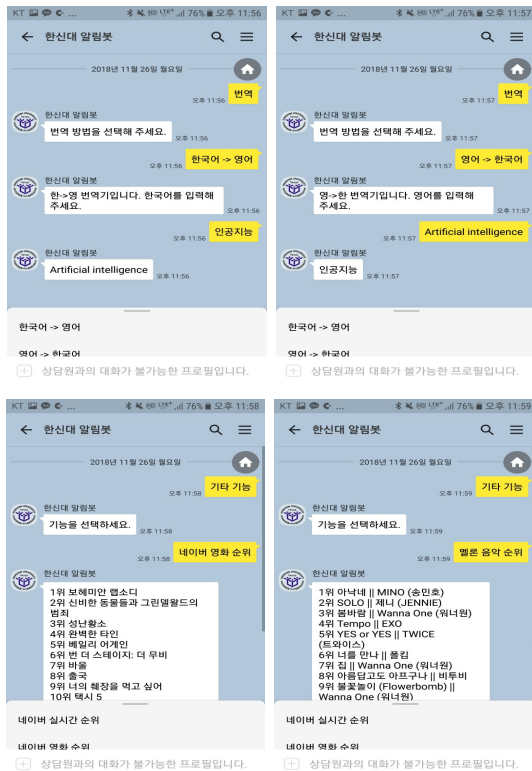 KT ... 76% 오후 11:56
한신대 알림봇
2018년 11월 26일 월요일
오후 11:56 번역
한신대 알림봇
번역 방법을 선택해 주세요. 오후 11:56
오후 11:56 한국어 -> 영어
한신대 알림봇
한->영 번역기입니다. 한국어를 입력해
주세요. 오후 11:56
오후 11:56 인공지능
한신대 알림봇
Artificial intelligence 오후 11:56
한국어 -> 영어
영어 -> 한국어
상담원과의 대화가 불가능한 프로필입니다.
KT ... 76% 오후 11:57
한신대 알림봇
2018년 11월 26일 월요일
오후 11:57 번역
한신대 알림봇
번역 방법을 선택해 주세요. 오후 11:57
오후 11:57 영어 -> 한국어
한신대 알림봇
영->한 번역기입니다. 영어를 입력해
주세요. 오후 11:57
오후 11:57 Artificial intelligence
한신대 알림봇
인공지능 오후 11:57
한국어 -> 영어
영어 -> 한국어
상담원과의 대화가 불가능한 프로필입니다.
KT ... 76% 오후 11:58
한신대 알림봇
2018년 11월 26일 월요일
오후 11:58 기타 기능
한신대 알림봇
기능을 선택하세요. 오후 11:58
오후 11:58 네이버 영화 순위
한신대 알림봇
1위 보헤미안 랩소디
2위 신비한 동물들과 그린델왈드의
범죄
3위 성난황소
4위 완벽한 타인
5위 베일리 어게인
6위 번 더 스테이지: 더 무비
7위 바울
8위 출국
9위 너의 췌장을 먹고 싶어
10위 택시 5
네이버 실시간 순위
네이버 영화 순위
상담원과의 대화가 불가능한 프로필입니다.
KT ... 76% 오후 11:59
한신대 알림봇
2018년 11월 26일 월요일
오후 11:59 기타 기능
한신대 알림봇
기능을 선택하세요. 오후 11:59
오후 11:59 멜론 음악 순위
한신대 알림봇
1위 아낙네 || MINO (송민호)
2위 SOLO || 제니 (JENNIE)
3위 봄바람 || Wanna One (워너원)
4위 Tempo || EXO
5위 YES or YES || TWICE
(트와이스)
6위 너를 만나 || 폴킴
7위 집 || Wanna One (워너원)
8위 아름답고도 아프구나 || 비투비
9위 불꽃놀이 (Flowerbomb) ||
Wanna One (워너원)
네이버 실시간 순위
네이버 영화 순위
상담원과의 대화가 불가능한 프로필입니다.